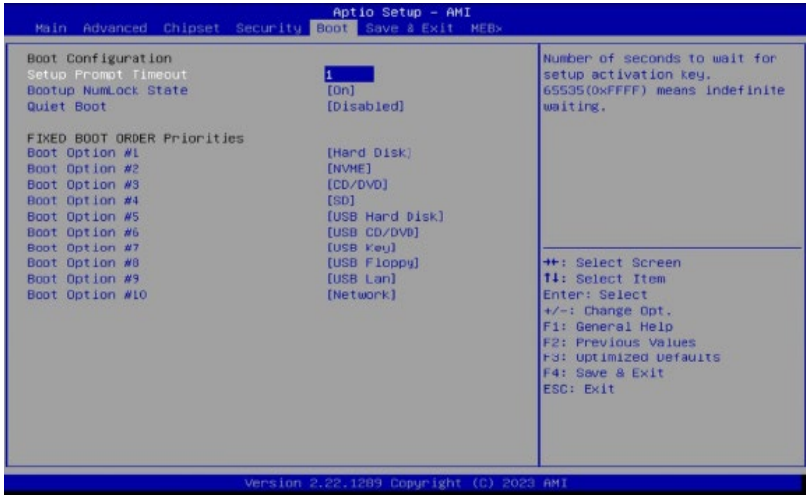 Aptio Setup - AMI
Main Advanced Chipset Security Boot Save & Exit MEBx
Boot Configuration
Setup Prompt Timeout 1
Bootup NumLock State [On]
Quiet Boot [Disabled]
FIXED BOOT ORDER Priorities
Boot Option #1 [Hard Disk]
Boot Option #2 [NVME]
Boot Option #3 [CD/DVD]
Boot Option #4 [SD]
Boot Option #5 [USB Hard Disk]
Boot Option #6 [USB CD/DVD]
Boot Option #7 [USB Key]
Boot Option #8 [USB Floppy]
Boot Option #9 [USB Lan]
Boot Option #10 [Network]
Number of seconds to wait for
setup activation key.
65535(0xFFFF) means indefinite
waiting.
→←: Select Screen
↑↓: Select Item
Enter: Select
+/-: Change Opt.
F1: General Help
F2: Previous Values
F3: Optimized Defaults
F4: Save & Exit
ESC: Exit
Version 2.22.1289 Copyright (C) 2023 AMI